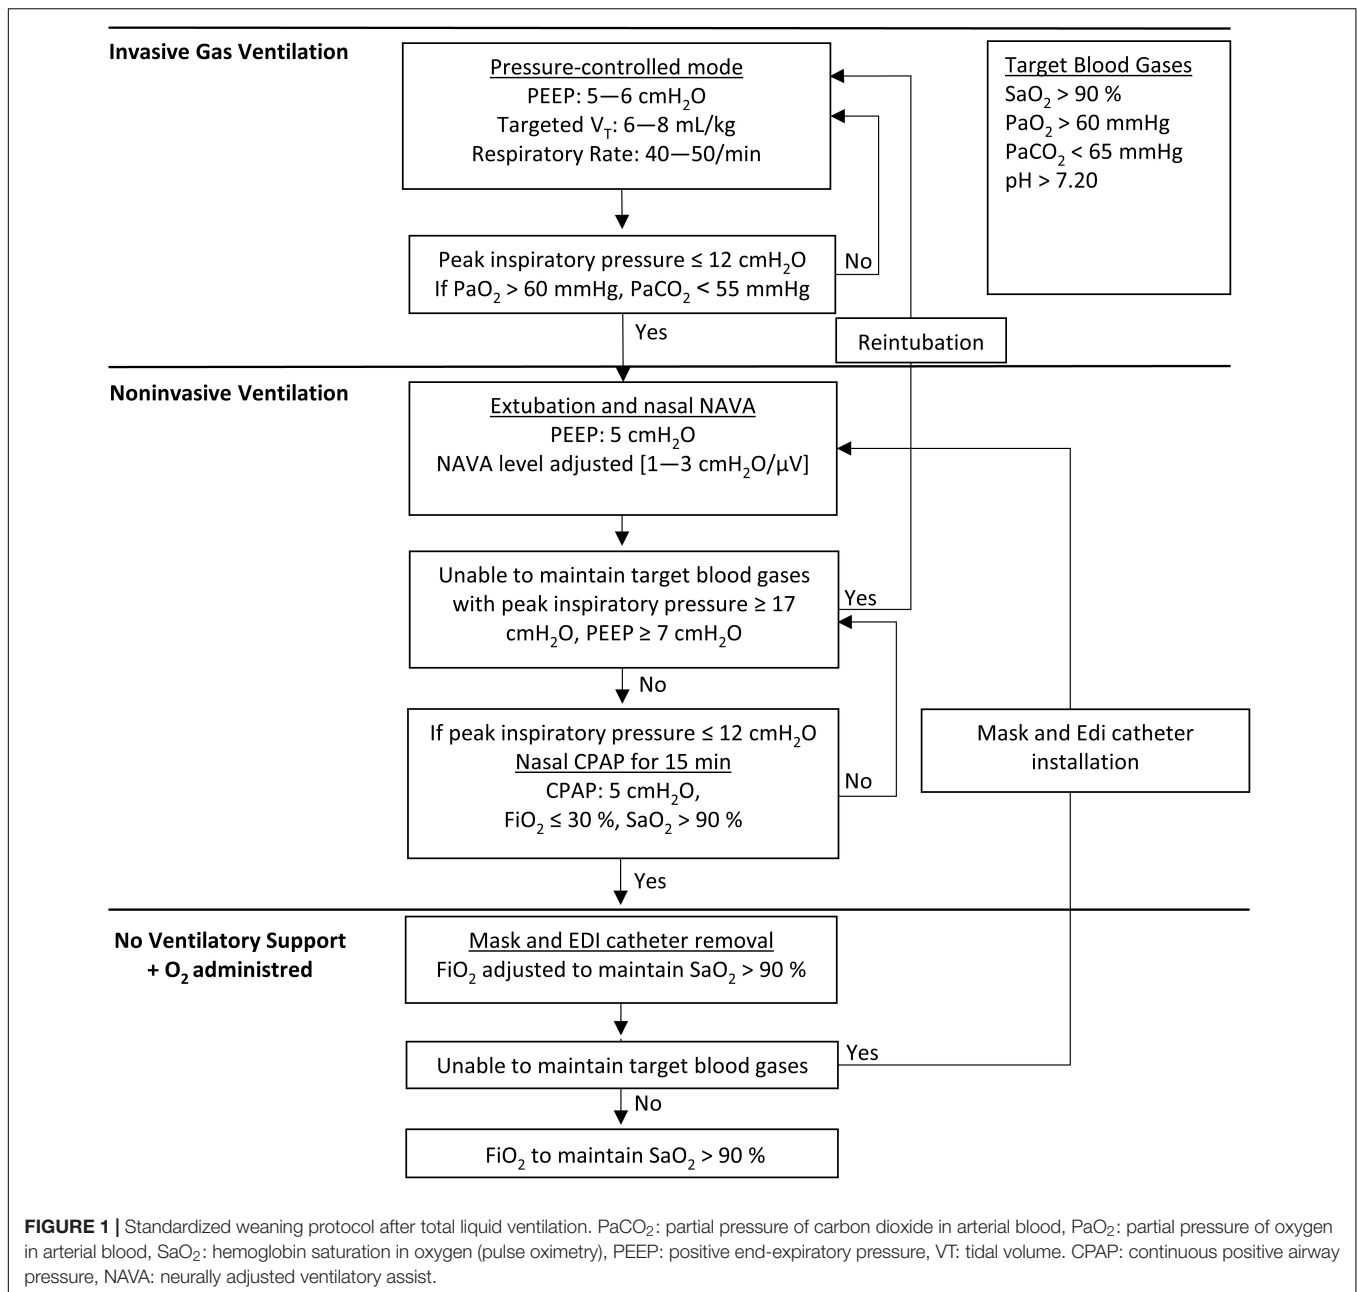 Invasive Gas Ventilation
Pressure-controlled mode
PEEP: 5—6 cmH₂O
Targeted V_T: 6—8 mL/kg
Respiratory Rate: 40—50/min
Target Blood Gases
SaO₂ > 90 %
PaO₂ > 60 mmHg
PaCO₂ < 65 mmHg
pH > 7.20
Peak inspiratory pressure ≤ 12 cmH₂O
If PaO₂ > 60 mmHg, PaCO₂ < 55 mmHg
No
Yes
Reintubation
Noninvasive Ventilation
Extubation and nasal NAVA
PEEP: 5 cmH₂O
NAVA level adjusted [1—3 cmH₂O/µV]
Unable to maintain target blood gases
with peak inspiratory pressure ≥ 17
cmH₂O, PEEP ≥ 7 cmH₂O
Yes
No
If peak inspiratory pressure ≤ 12 cmH₂O
Nasal CPAP for 15 min
CPAP: 5 cmH₂O,
FiO₂ ≤ 30 %, SaO₂ > 90 %
No
Mask and Edi catheter
installation
Yes
No Ventilatory Support
+ O₂ administred
Mask and EDI catheter removal
FiO₂ adjusted to maintain SaO₂ > 90 %
Unable to maintain target blood gases
Yes
No
FiO₂ to maintain SaO₂ > 90 %
FIGURE 1 | Standardized weaning protocol after total liquid ventilation. PaCO₂: partial pressure of carbon dioxide in arterial blood, PaO₂: partial pressure of oxygen
in arterial blood, SaO₂: hemoglobin saturation in oxygen (pulse oximetry), PEEP: positive end-expiratory pressure, VT: tidal volume. CPAP: continuous positive airway
pressure, NAVA: neurally adjusted ventilatory assist.